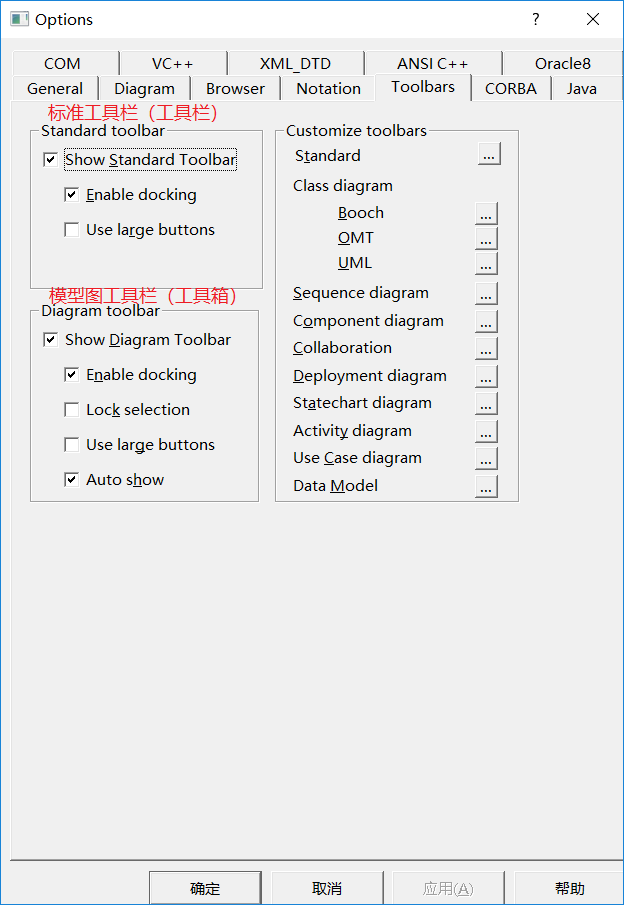 Options
?
COM VC++ XML_DTD ANSI C++ Oracle8
General Diagram Browser Notation Toolbars CORBA Java
标准工具栏（工具栏）
Standard toolbar
Show Standard Toolbar
Enable docking
Use large buttons
模型图工具栏（工具箱）
Diagram toolbar
Show Diagram Toolbar
Enable docking
Lock selection
Use large buttons
Auto show
Customize toolbars
Standard ...
Class diagram
Booch ...
OMT ...
UML ...
Sequence diagram ...
Component diagram ...
Collaboration ...
Deployment diagram ...
Statechart diagram ...
Activity diagram ...
Use Case diagram ...
Data Model ...
确定 取消 应用(A) 帮助